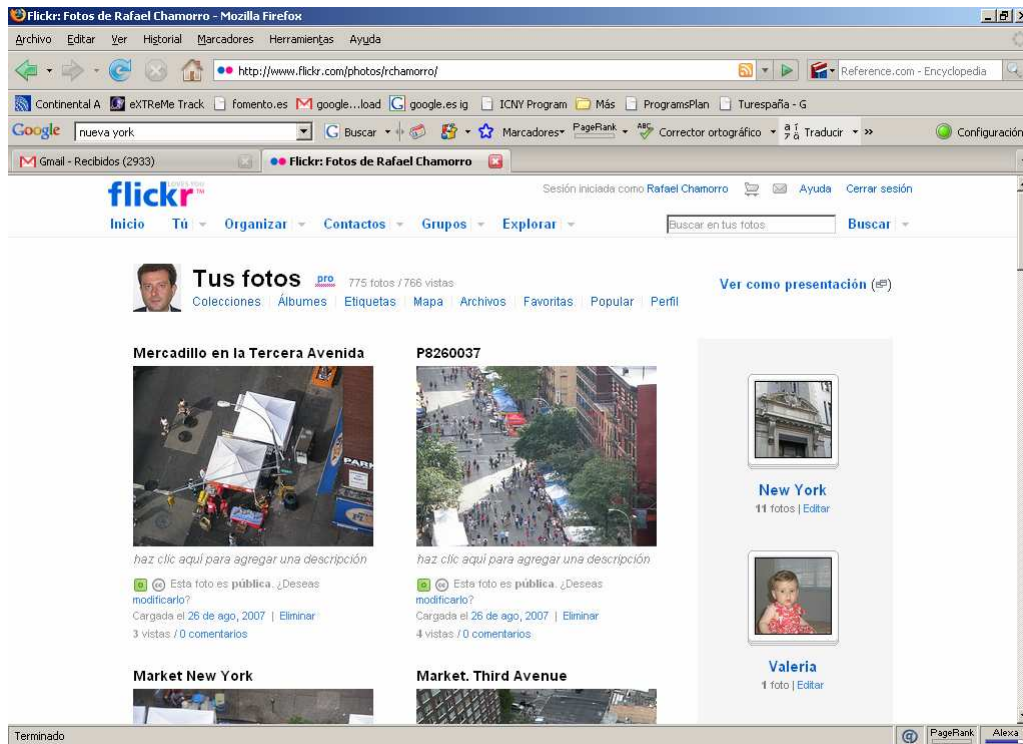 Flickr: Fotos de Rafael Chamorro - Mozilla Firefox
Archivo Editar Ver Historial Marcadores Herramientas Ayuda
http://www.flickr.com/photos/rchamorro/ Reference.com - Encyclopedia
Continental A eXTReMe Track fomento.es google...load google.es ig ICNY Program Más ProgramsPlan Turespaña - G
Google nueva york Buscar Marcadores PageRank ABC Corrector ortográfico Traducir » Configuración
Gmail - Recibidos (2933) Flickr: Fotos de Rafael Chamorro
flickr LOVES YOU TM
Sesión iniciada como Rafael Chamorro Ayuda Cerrar sesión
Inicio Tú Organizar Contactos Grupos Explorar Buscar en tus fotos Buscar
Tus fotos pro 775 fotos / 766 vistas
Ver como presentación
Colecciones Álbumes Etiquetas Mapa Archivos Favoritas Popular Perfil
Mercadillo en la Tercera Avenida
PARK
haz clic aquí para agregar una descripción
cc Esta foto es pública. ¿Deseas
modificarlo?
Cargada el 26 de ago, 2007 | Eliminar
3 vistas / 0 comentarios
P8260037
haz clic aquí para agregar una descripción
cc Esta foto es pública. ¿Deseas
modificarlo?
Cargada el 26 de ago, 2007 | Eliminar
4 vistas / 0 comentarios
New York
11 fotos | Editar
Valeria
1 foto | Editar
Market New York
Market. Third Avenue
Terminado @ PageRank Alexa